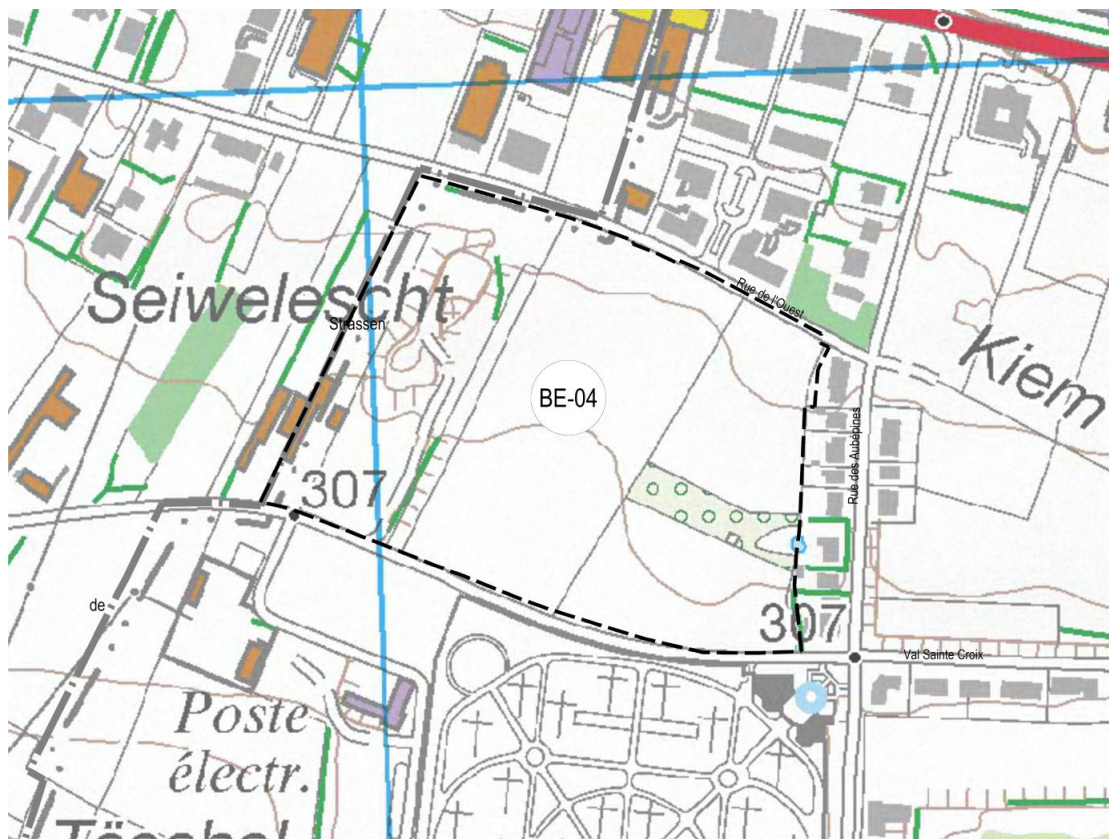 Seiwelescht
Strassen
Rue de l'Ouest
Kiem
BE-04
Rue des Aubépines
307
de
307
Val Sainte Croix
Poste
électr.